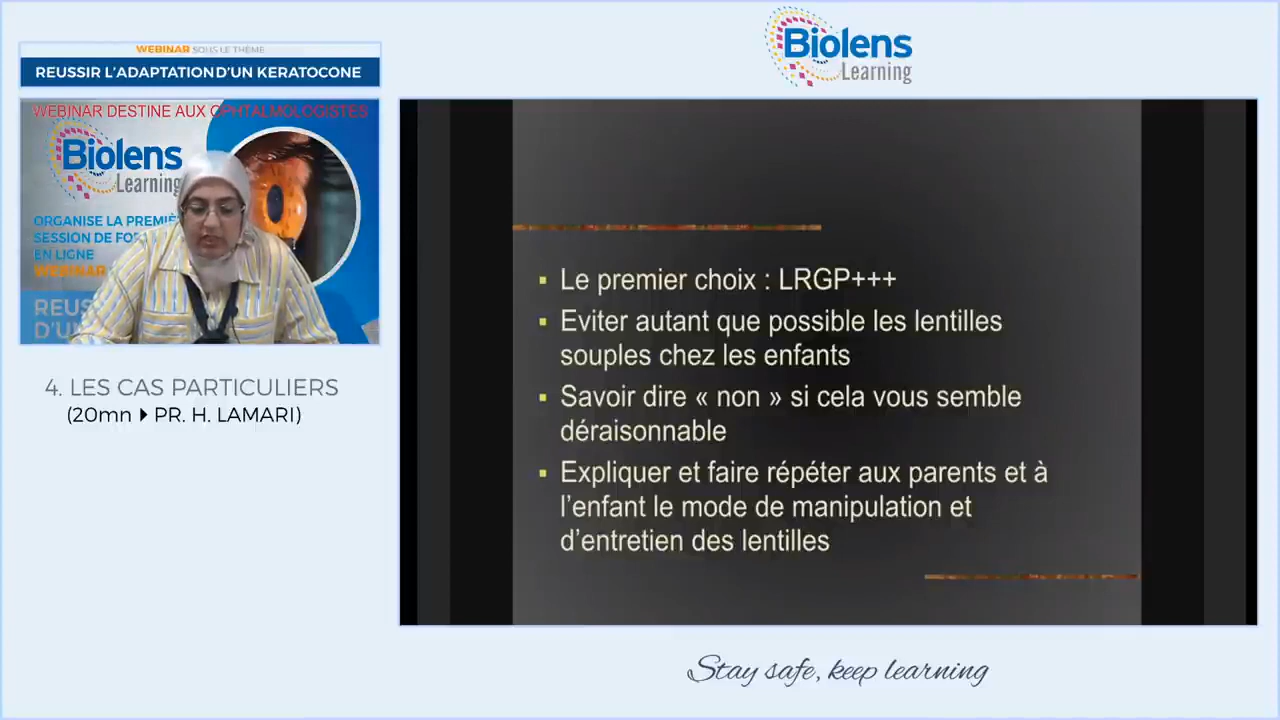 WEBINAR SOUS LE THÈME
REUSSIR L'ADAPTATION D'UN KERATOCONE
WEBINAR DESTINE AUX OPHTALMOLOGISTES
Biolens
Learning
ORGANISE LA PREMIÈ
SESSION DE FO
EN LIGNE
WEBINAR
REUS
D'U
4. LES CAS PARTICULIERS
(20mn PR. H. LAMARI)
Biolens
Learning
▪ Le premier choix : LRGP+++
▪ Eviter autant que possible les lentilles
souples chez les enfants
▪ Savoir dire « non » si cela vous semble
déraisonnable
▪ Expliquer et faire répéter aux parents et à
l'enfant le mode de manipulation et
d'entretien des lentilles
Stay safe, keep learning